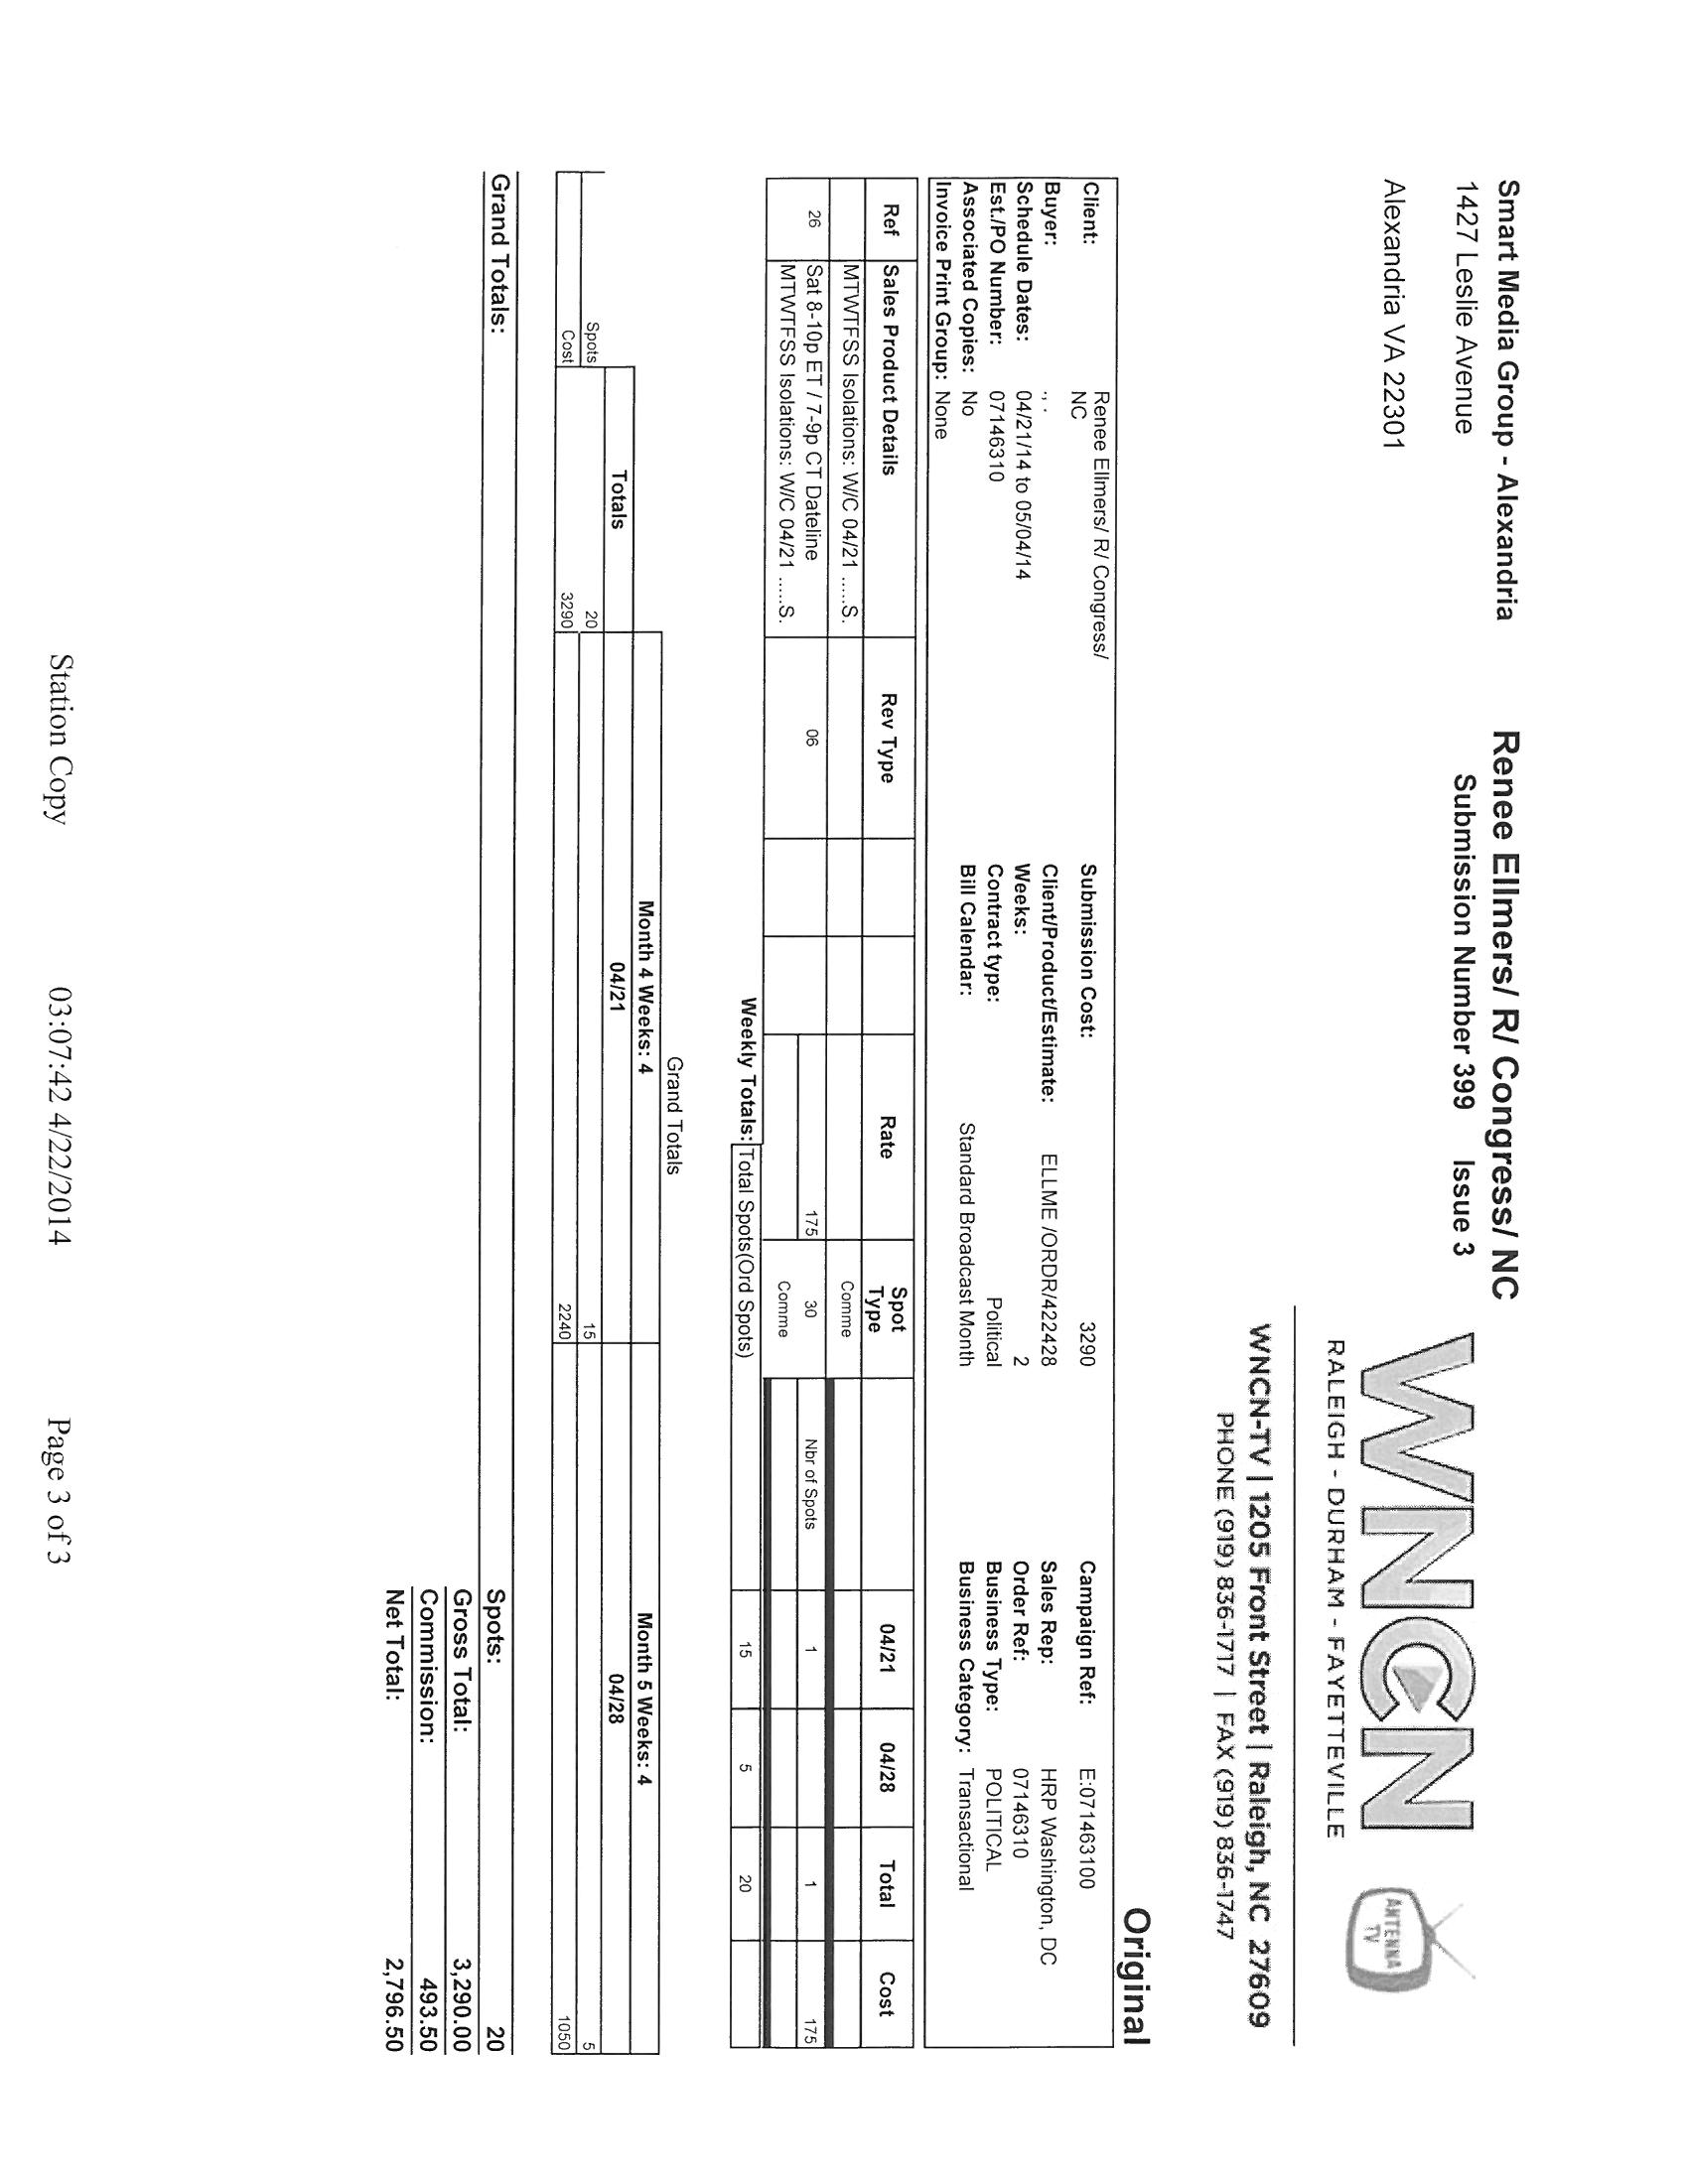 Smart Media Group - Alexandria
1427 Leslie Avenue
Alexandria VA 22301
Renee Ellmers/ R/ Congress/ NC
Submission Number 399 Issue 3
WNCN
RALEIGH - DURHAM - FAYETTEVILLE
ANTENNA
TV
WNCN-TV | 1205 Front Street | Raleigh, NC 27609
PHONE (919) 836-1717 | FAX (919) 836-1747
Original
Client: Renee Ellmers/ R/ Congress/ Submission Cost: 3290 Campaign Ref: E:071463100
NC
Buyer: ., . Client/Product/Estimate: ELLME /ORDR/422428 Sales Rep: HRP Washington, DC
Schedule Dates: 04/21/14 to 05/04/14 Weeks: 2 Order Ref: 07146310
Est./PO Number: 07146310 Contract type: Political Business Type: POLITICAL
Associated Copies: No Bill Calendar: Standard Broadcast Month Business Category: Transactional
Invoice Print Group: None
Ref Sales Product Details Rev Type Rate Spot Type 04/21 04/28 Total Cost
MTWTFSS Isolations: W/C 04/21 .....S. Comme
26 Sat 8-10p ET / 7-9p CT Dateline 06 175 30 Nbr of Spots 1 1 175
MTWTFSS Isolations: W/C 04/21 .....S. Comme
Weekly Totals: Total Spots(Ord Spots) 15 5 20
Grand Totals
Month 4 Weeks: 4 Month 5 Weeks: 4
Totals 04/21 04/28
Spots 20 15 5
Cost 3290 2240 1050
Grand Totals: Spots: 20
Gross Total: 3,290.00
Commission: 493.50
Net Total: 2,796.50
Station Copy 03:07:42 4/22/2014 Page 3 of 3